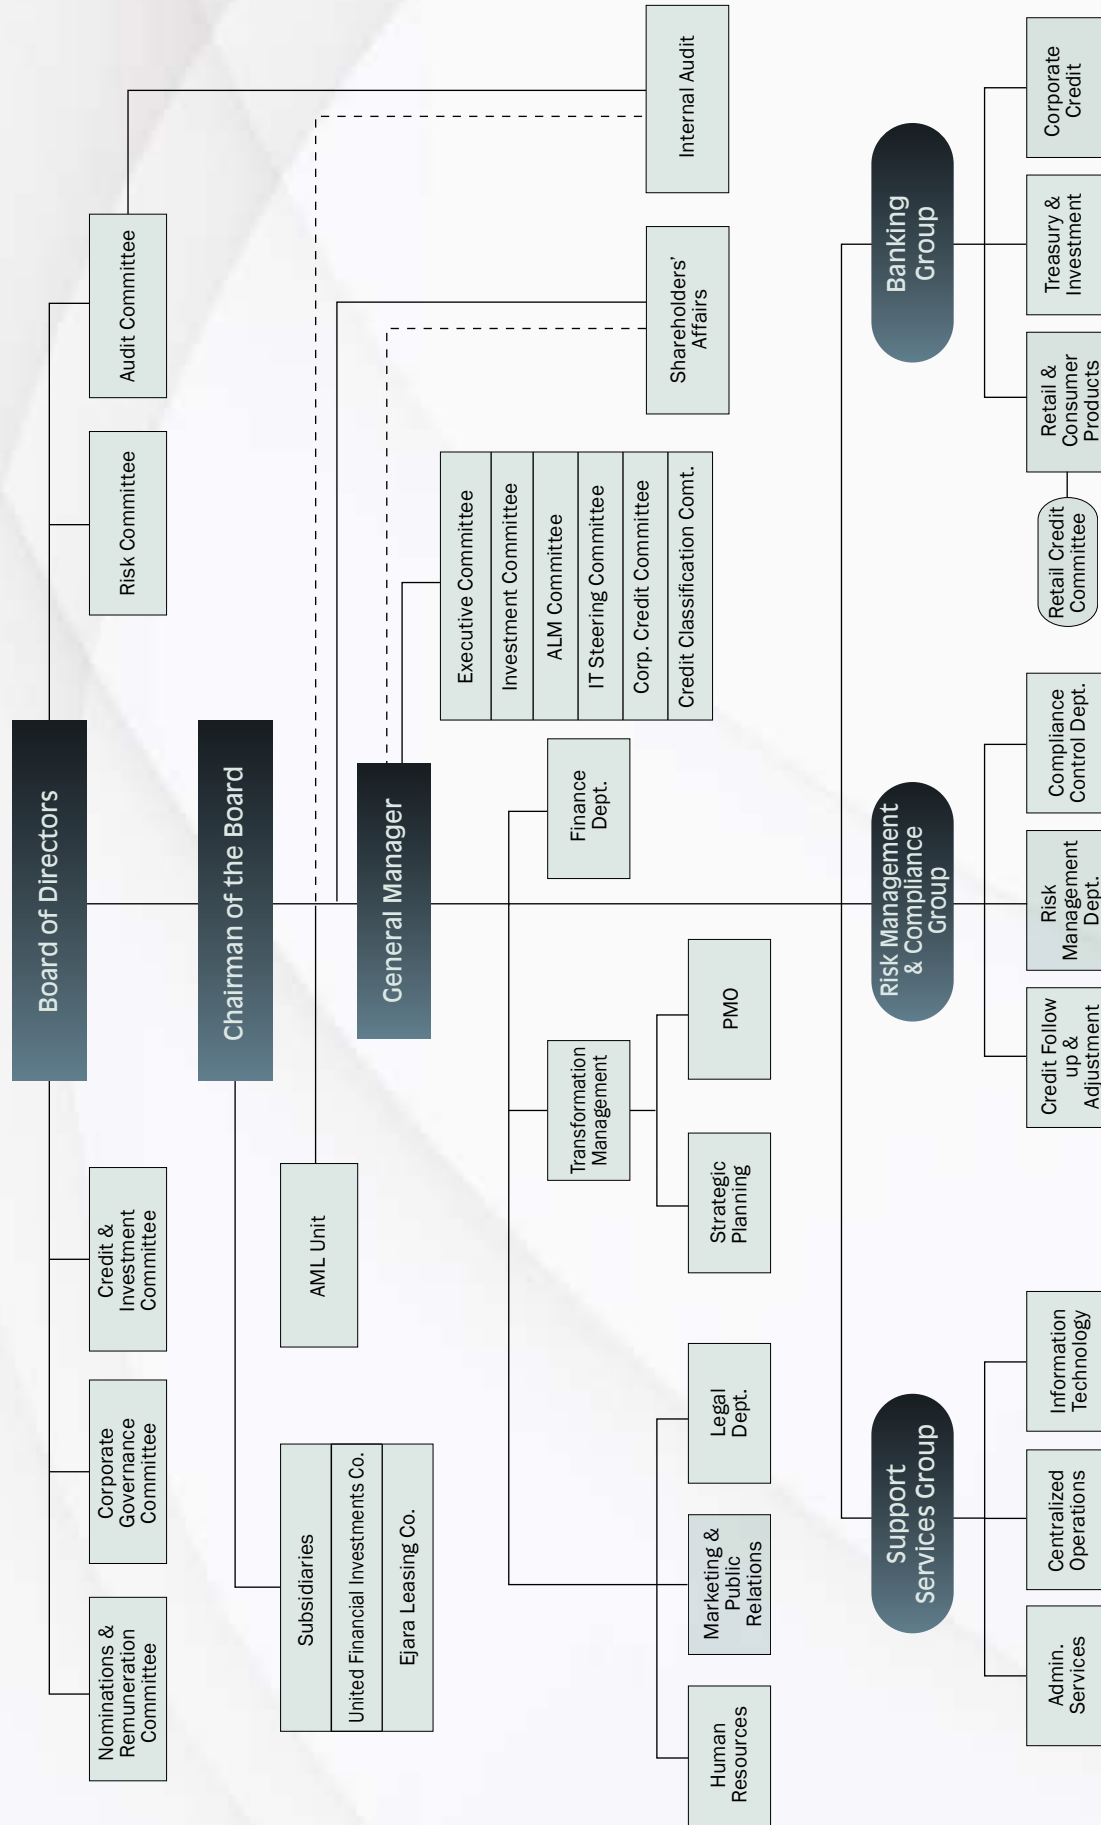 Board of Directors
Nominations &
Remuneration
Committee
Corporate
Governance
Committee
Credit &
Investment
Committee
Risk Committee
Audit Committee
Chairman of the Board
Subsidiaries
United Financial Investments Co.
Ejara Leasing Co.
AML Unit
General Manager
Executive Committee
Investment Committee
ALM Committee
IT Steering Committee
Corp. Credit Committee
Credit Classification Comt.
Shareholders'
Affairs
Internal Audit
Transformation
Management
Finance
Dept.
Human
Resources
Marketing &
Public
Relations
Legal
Dept.
Strategic
Planning
PMO
Support
Services Group
Risk Management
& Compliance
Group
Banking
Group
Admin.
Services
Centralized
Operations
Information
Technology
Credit Follow
up &
Adjustment
Risk
Management
Dept.
Compliance
Control Dept.
Retail Credit
Committee
Retail &
Consumer
Products
Treasury &
Investment
Corporate
Credit